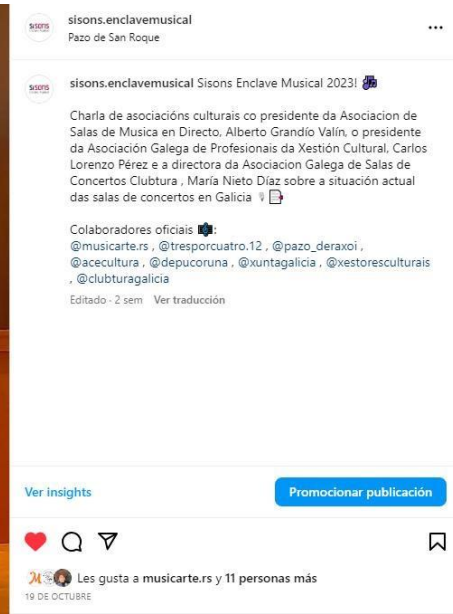 sisons
sisons.enclavemusical
Pazo de San Roque
sisons
sisons.enclavemusical Sisons Enclave Musical 2023!
Charla de asociacións culturais co presidente da Asociacion de
Salas de Musica en Directo, Alberto Grandío Valín, o presidente
da Asociación Galega de Profesionais da Xestión Cultural, Carlos
Lorenzo Pérez e a directora da Asociacion Galega de Salas de
Concertos Clubtura , María Nieto Díaz sobre a situación actual
das salas de concertos en Galicia
Colaboradores oficiais :
@musicarte.rs , @tresporcuatro.12 , @pazo_deraxoi ,
@acecultura , @depucoruna , @xuntagalicia , @xestoresculturais
, @clubturagalicia
Editado · 2 sem Ver traducción
Ver insights
Promocionar publicación
Les gusta a musicarte.rs y 11 personas más
19 DE OCTUBRE